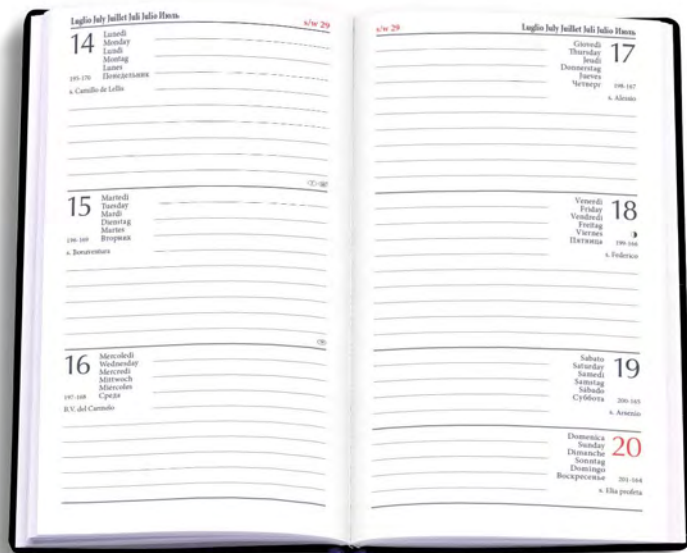 Luglio July Juillet Juli Julio Июль
s/w 29
14
Lunedì
Monday
Lundi
Montag
Lunes
Понедельник
195-170
s. Camillo de Lellis
15
Martedì
Tuesday
Mardi
Dienstag
Martes
Вторник
196-169
s. Bonaventura
16
Mercoledì
Wednesday
Mercredi
Mittwoch
Miércoles
Среда
197-168
B.V. del Carmelo
s/w 29
Luglio July Juillet Juli Julio Июль
17
Giovedì
Thursday
Jeudi
Donnerstag
Jueves
Четверг
198-167
s. Alessio
18
Venerdì
Friday
Vendredi
Freitag
Viernes
Пятница
199-166
s. Federico
19
Sabato
Saturday
Samedi
Samstag
Sábado
Суббота
200-165
s. Arsenio
20
Domenica
Sunday
Dimanche
Sonntag
Domingo
Воскресенье
201-164
s. Elia profeta